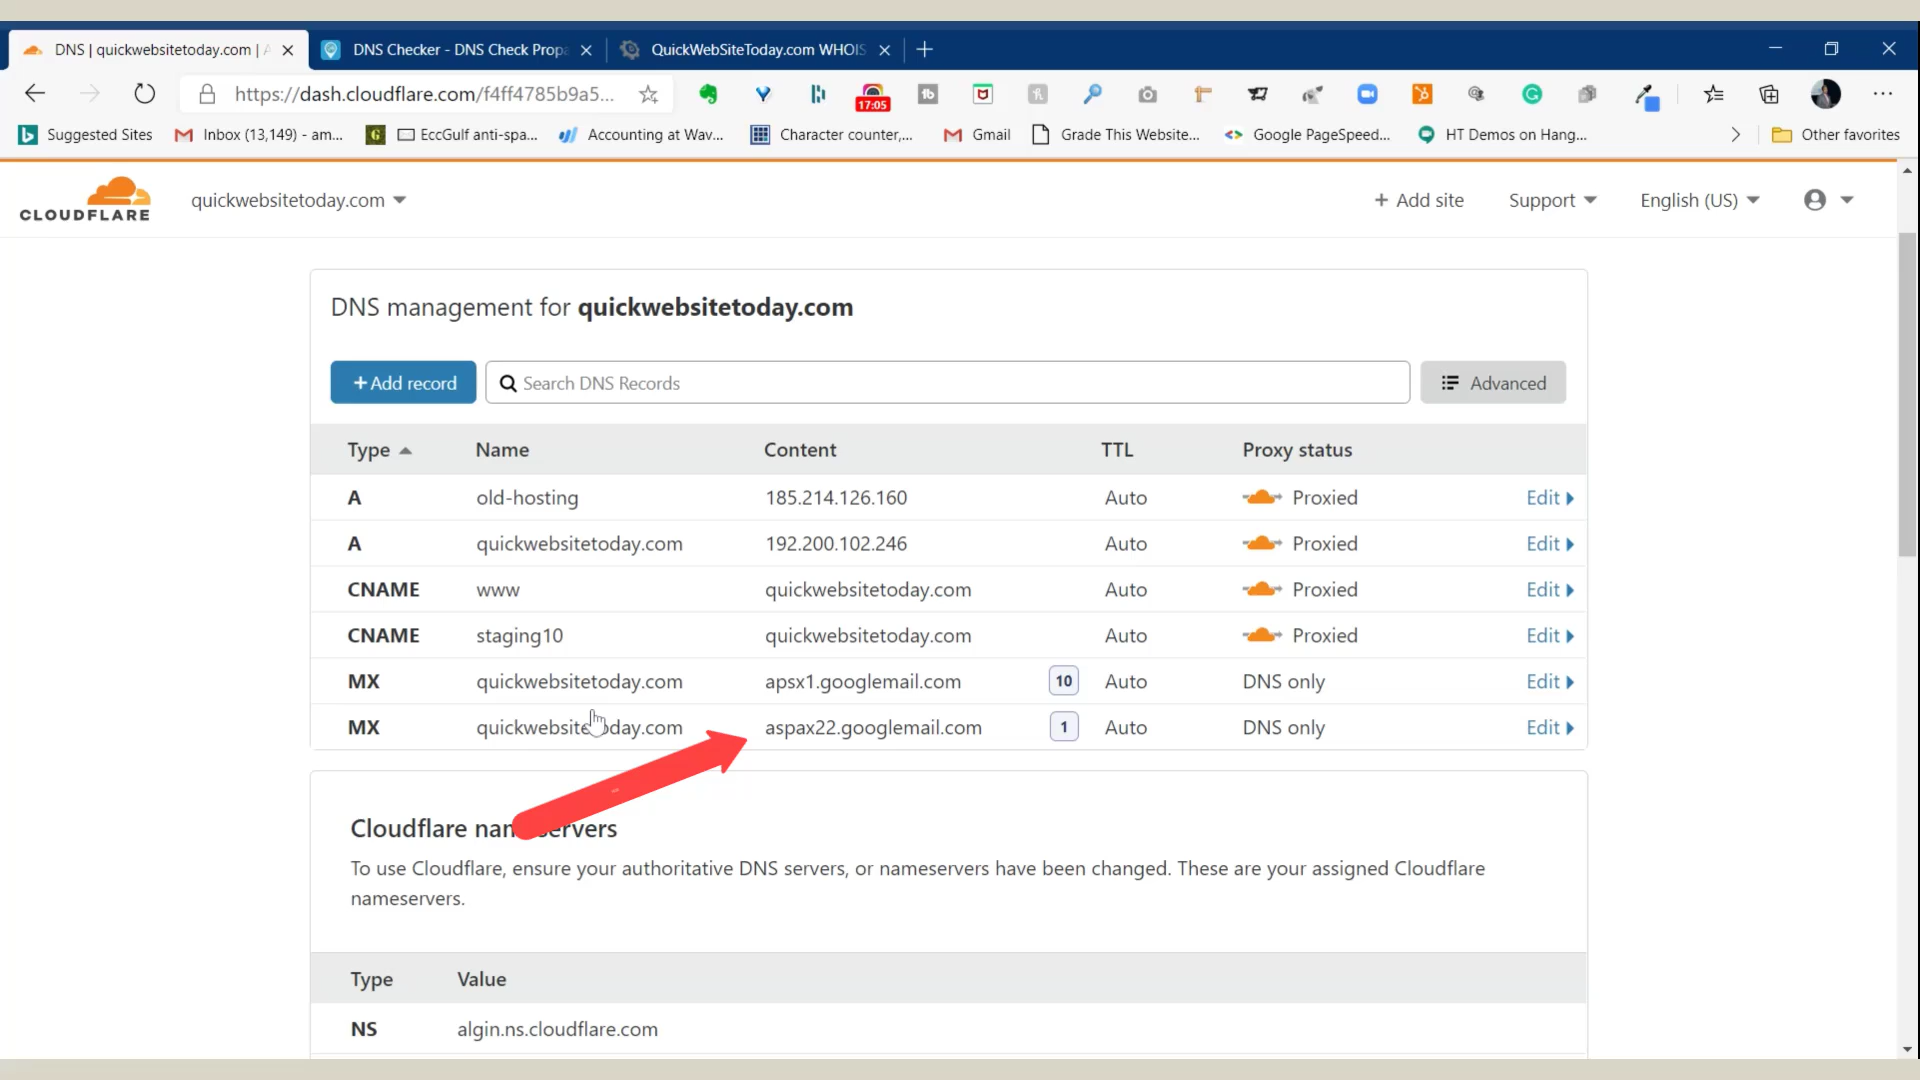 DNS | quickwebsitetoday.com | A
DNS Checker - DNS Check Propa
QuickWebSiteToday.com WHOIS
https://dash.cloudflare.com/f4ff4785b9a5...
17:05
Suggested Sites
Inbox (13,149) - am...
EccGulf anti-spa...
Accounting at Wav...
Character counter,...
Gmail
Grade This Website...
Google PageSpeed...
HT Demos on Hang...
Other favorites
CLOUDFLARE
quickwebsitetoday.com
+ Add site
Support
English (US)
DNS management for quickwebsitetoday.com
+ Add record
Search DNS Records
Advanced
Type Name Content TTL Proxy status
A old-hosting 185.214.126.160 Auto Proxied Edit
A quickwebsitetoday.com 192.200.102.246 Auto Proxied Edit
CNAME www quickwebsitetoday.com Auto Proxied Edit
CNAME staging10 quickwebsitetoday.com Auto Proxied Edit
MX quickwebsitetoday.com apsx1.googlemail.com 10 Auto DNS only Edit
MX quickwebsitetoday.com aspax22.googlemail.com 1 Auto DNS only Edit
Cloudflare nameservers
To use Cloudflare, ensure your authoritative DNS servers, or nameservers have been changed. These are your assigned Cloudflare
nameservers.
Type Value
NS algin.ns.cloudflare.com